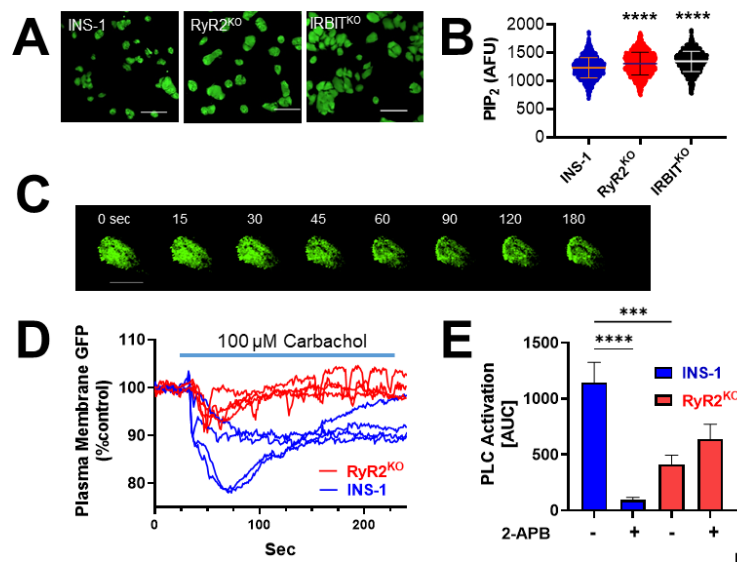 A
INS-1
RyR2KO
IRBITKO
B
**** ****
PIP2 (AFU)
2000
1500
1000
500
0
INS-1
RyR2KO
IRBITKO
C
0 sec 15 30 45 60 90 120 180
D
100 µM Carbachol
Plasma Membrane GFP
(%control)
110
100
90
80
0 100 200
Sec
RyR2KO
INS-1
E
***
****
PLC Activation
[AUC]
1500
1000
500
0
INS-1
RyR2KO
2-APB - + - +